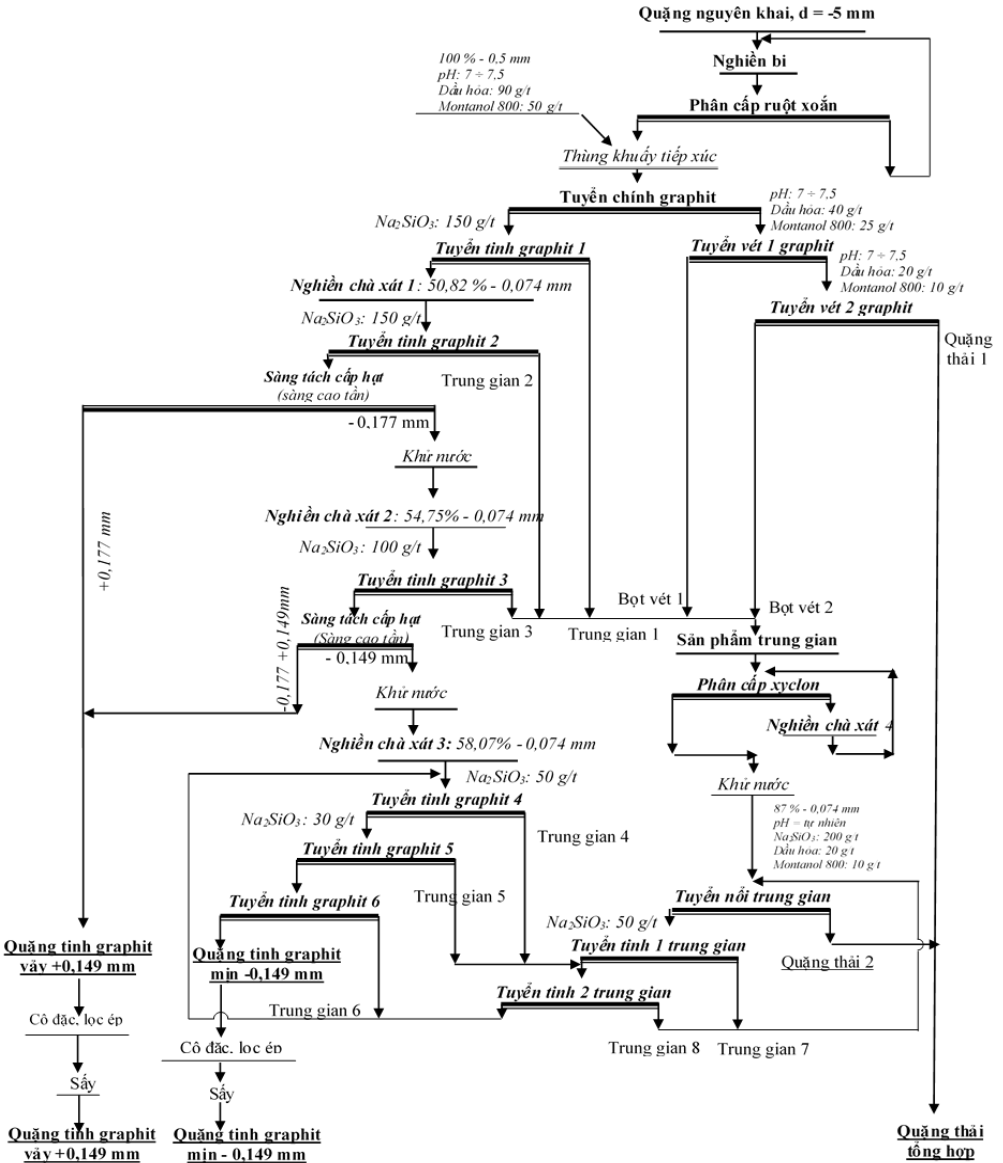 Quặng nguyên khai, d = -5 mm
Nghiền bi
100 % - 0,5 mm
pH: 7 ÷ 7,5
Dầu hỏa: 90 g/t
Montanol 800: 50 g/t
Phân cấp ruột xoắn
Thùng khuấy tiếp xúc
Tuyển chính graphit
pH: 7 ÷ 7,5
Dầu hỏa: 40 g/t
Montanol 800: 25 g/t
Na₂SiO₃: 150 g/t
Tuyển tinh graphit 1
Tuyển vét 1 graphit
pH: 7 ÷ 7,5
Dầu hỏa: 20 g/t
Montanol 800: 10 g/t
Nghiền chà xát 1: 50,82 % - 0,074 mm
Na₂SiO₃: 150 g/t
Tuyển vét 2 graphit
Tuyển tinh graphit 2
Quặng
thải 1
Sàng tách cấp hạt
(sàng cao tần)
Trung gian 2
- 0,177 mm
Khử nước
+0,177 mm
Nghiền chà xát 2: 54,75% - 0,074 mm
Na₂SiO₃: 100 g/t
Tuyển tinh graphit 3
Bọt vét 1
Bọt vét 2
Sàng tách cấp hạt
(Sàng cao tần)
Trung gian 3
Trung gian 1
- 0,149 mm
-0,177 +0,149mm
Sản phẩm trung gian
Phân cấp xyclon
Khử nước
Nghiền chà xát 4
Nghiền chà xát 3: 58,07% - 0,074 mm
Na₂SiO₃: 50 g/t
Khử nước
Tuyển tinh graphit 4
87 % - 0,074 mm
pH = tự nhiên
Na₂SiO₃: 200 g t
Dầu hỏa: 20 g t
Montanol 800: 10 g t
Na₂SiO₃: 30 g/t
Trung gian 4
Tuyển tinh graphit 5
Trung gian 5
Tuyển tinh graphit 6
Tuyển nổi trung gian
Na₂SiO₃: 50 g/t
Quặng tinh graphit
vảy +0,149 mm
Quặng tinh graphit
mịn -0,149 mm
Tuyển tinh 1 trung gian
Quặng thải 2
Tuyển tinh 2 trung gian
Trung gian 6
Cô đặc, lọc ép
Cô đặc, lọc ép
Trung gian 8
Trung gian 7
Sấy
Sấy
Quặng tinh graphit
vảy +0,149 mm
Quặng tinh graphit
mịn - 0,149 mm
Quặng thải
tổng hợp